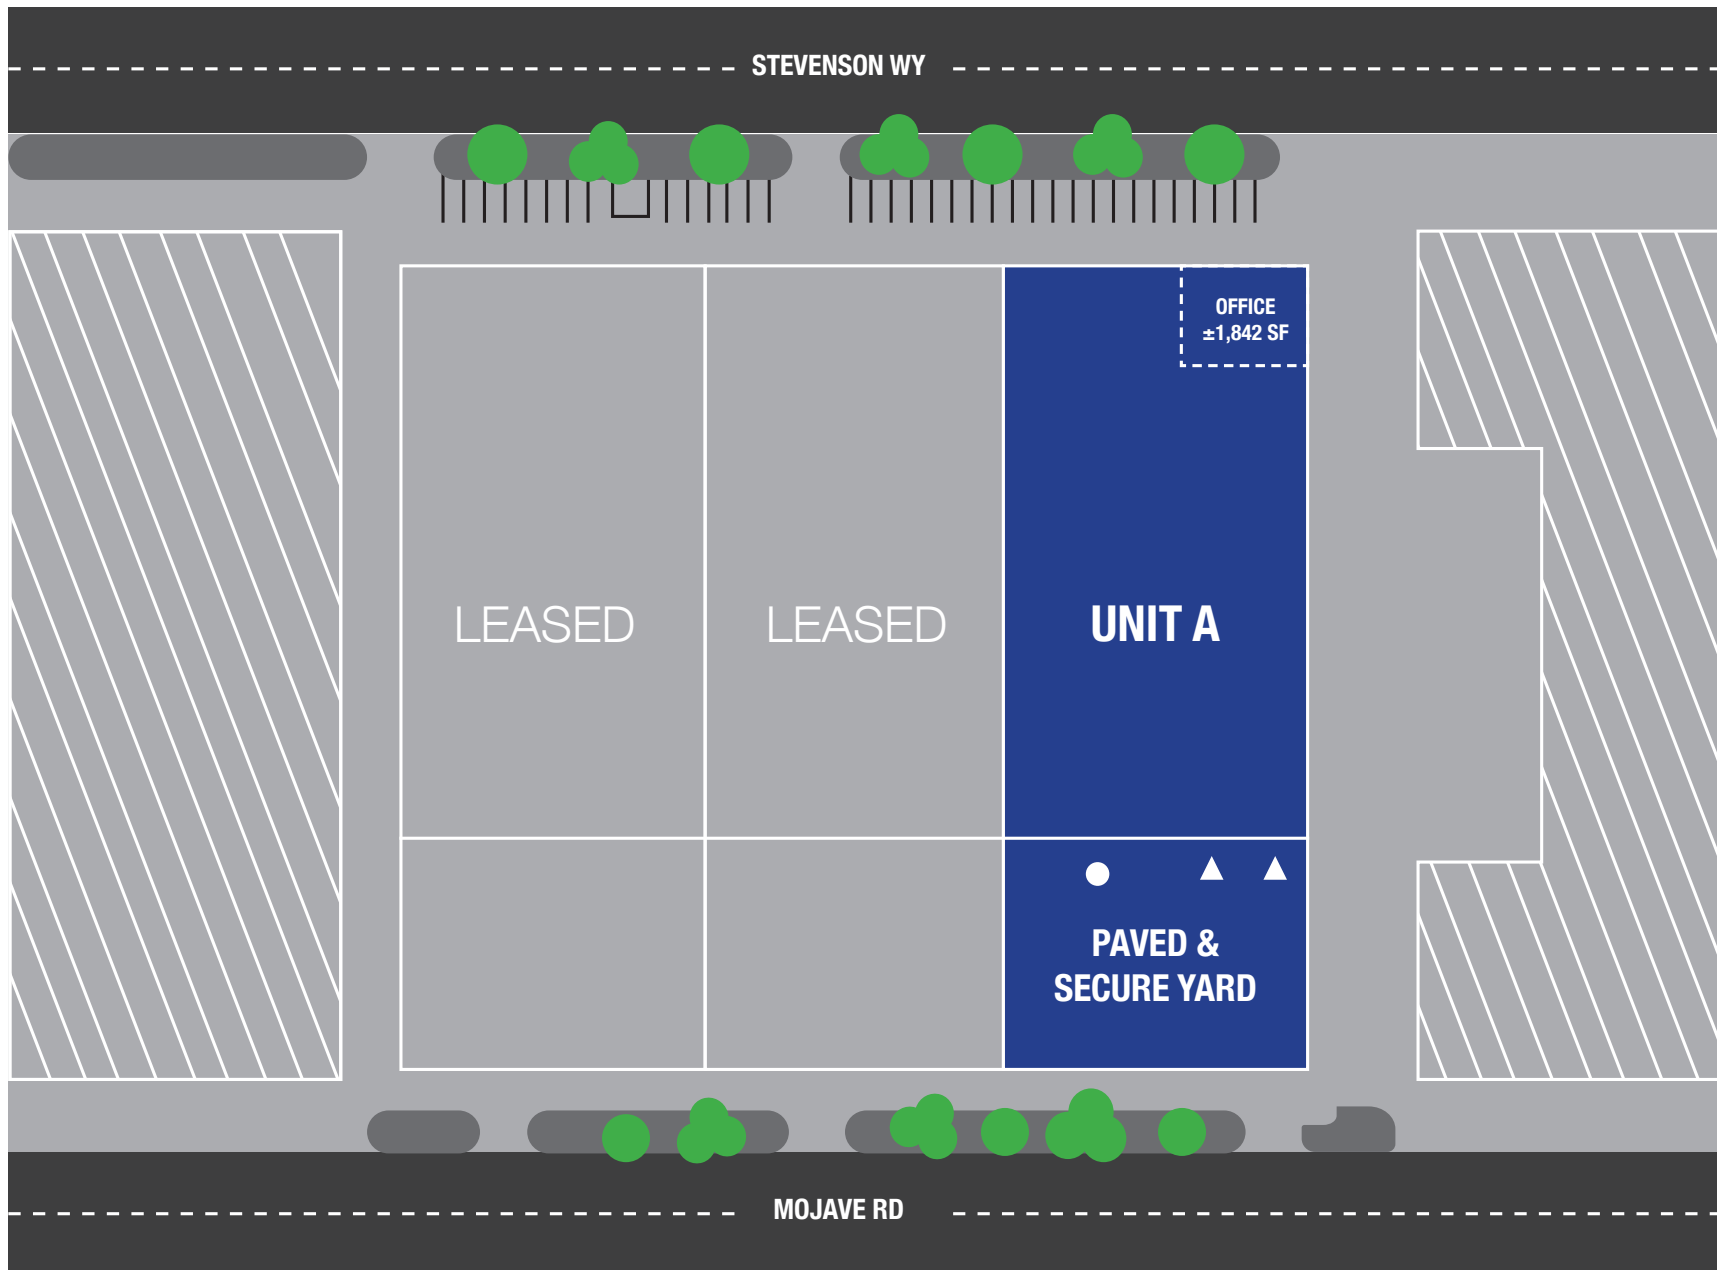 STEVENSON WY
OFFICE
±1,842 SF
LEASED
LEASED
UNIT A
PAVED &
SECURE YARD
MOJAVE RD